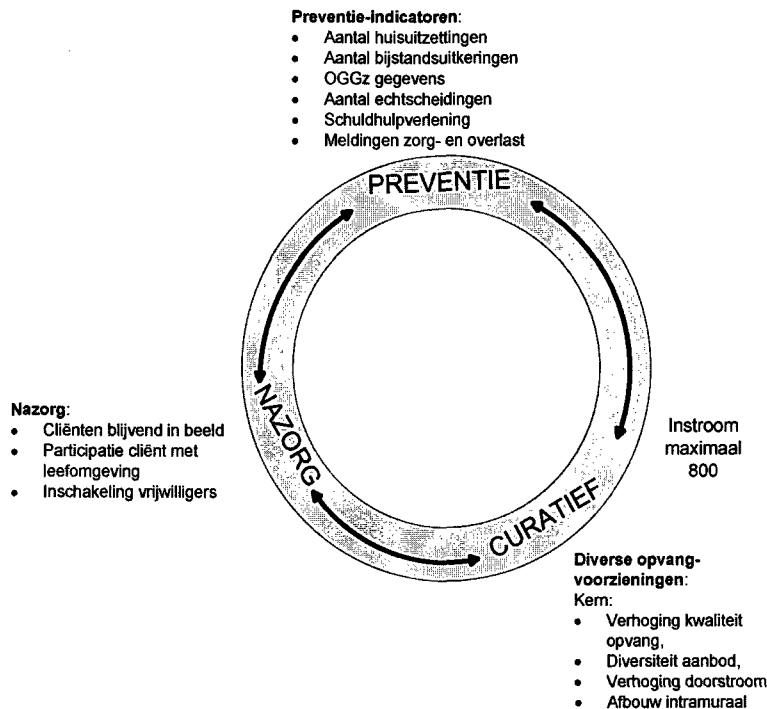 Preventie-indicatoren:
• Aantal huisuitzettingen
• Aantal bijstandsuitkeringen
• OGGz gegevens
• Aantal echtscheidingen
• Schuldhulpverlening
• Meldingen zorg- en overlast
PREVENTIE
NAZORG
CURATIEF
Nazorg:
• Cliënten blijvend in beeld
• Participatie cliënt met
leefomgeving
• Inschakeling vrijwilligers
Instroom
maximaal
800
Diverse opvang-
voorzieningen:
Kern:
• Verhoging kwaliteit
opvang,
• Diversiteit aanbod,
• Verhoging doorstroom
• Afbouw intramuraal